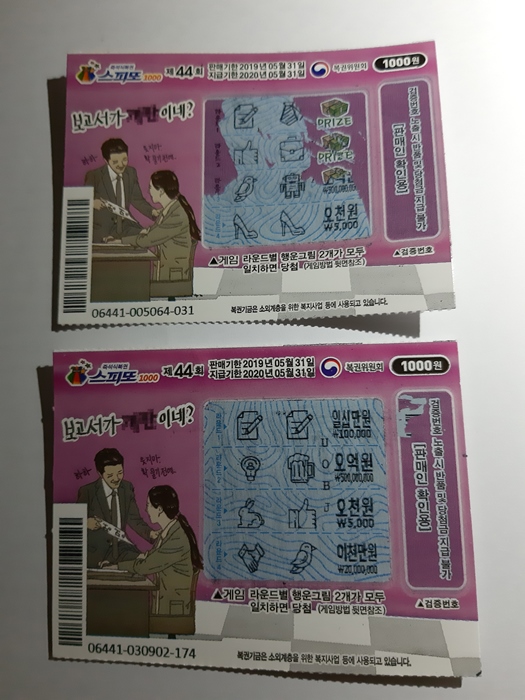 즉석식복권
스피또1000
제44회
판매기한 2019년 05월 31일
지급기한 2020년 05월 31일
복권위원회
1000원
보고서가 개판이네?
PRIZE
PRIZE
오천원
₩5,000
▲게임 라운드별 행운그림 2개가 모두
일치하면 당첨 (게임방법 뒷면참조)
검증번호 노출 시 반품 및 당첨금 지급 불가
[판매인 확인용]
▲검증번호
06441-005064-031
복권기금은 소외계층을 위한 복지사업 등에 사용되고 있습니다.
즉석식복권
스피또1000
제44회
판매기한 2019년 05월 31일
지급기한 2020년 05월 31일
복권위원회
1000원
보고서가 개판이네?
일십만원
₩100,000
오억원
₩500,000,000
오천원
₩5,000
이천만원
₩20,000,000
검증번호 노출 시 반품 및 당첨금 지급 불가
[판매인 확인용]
▲게임 라운드별 행운그림 2개가 모두
일치하면 당첨 (게임방법 뒷면참조)
▲검증번호
06441-030902-174
복권기금은 소외계층을 위한 복지사업 등에 사용되고 있습니다.